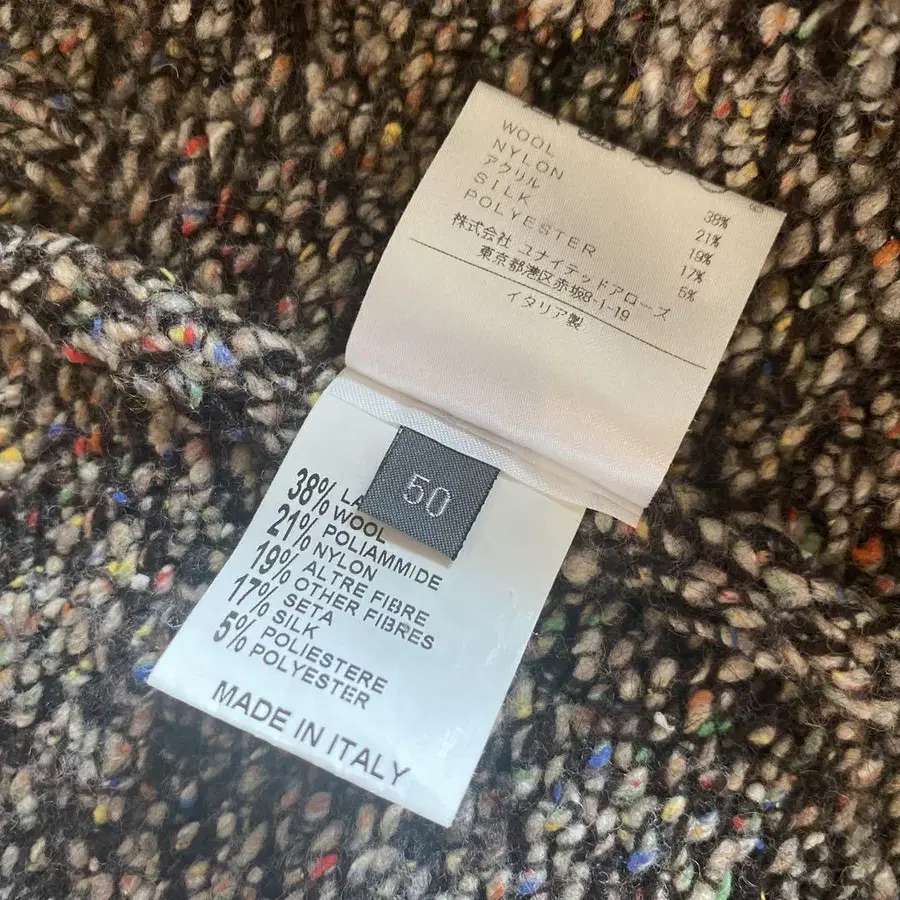 WOOL 38%
NYLON 21%
アクリル 19%
SILK 17%
POLYESTER 5%
株式会社 ユナイテッドアローズ
東京都港区赤坂8-1-19
イタリア製
50
38% LA
WOOL
21% POLIAMMIDE
NYLON
19% ALTRE FIBRE
OTHER FIBRES
17% SETA
SILK
5% POLIESTERE
POLYESTER
MADE IN ITALY